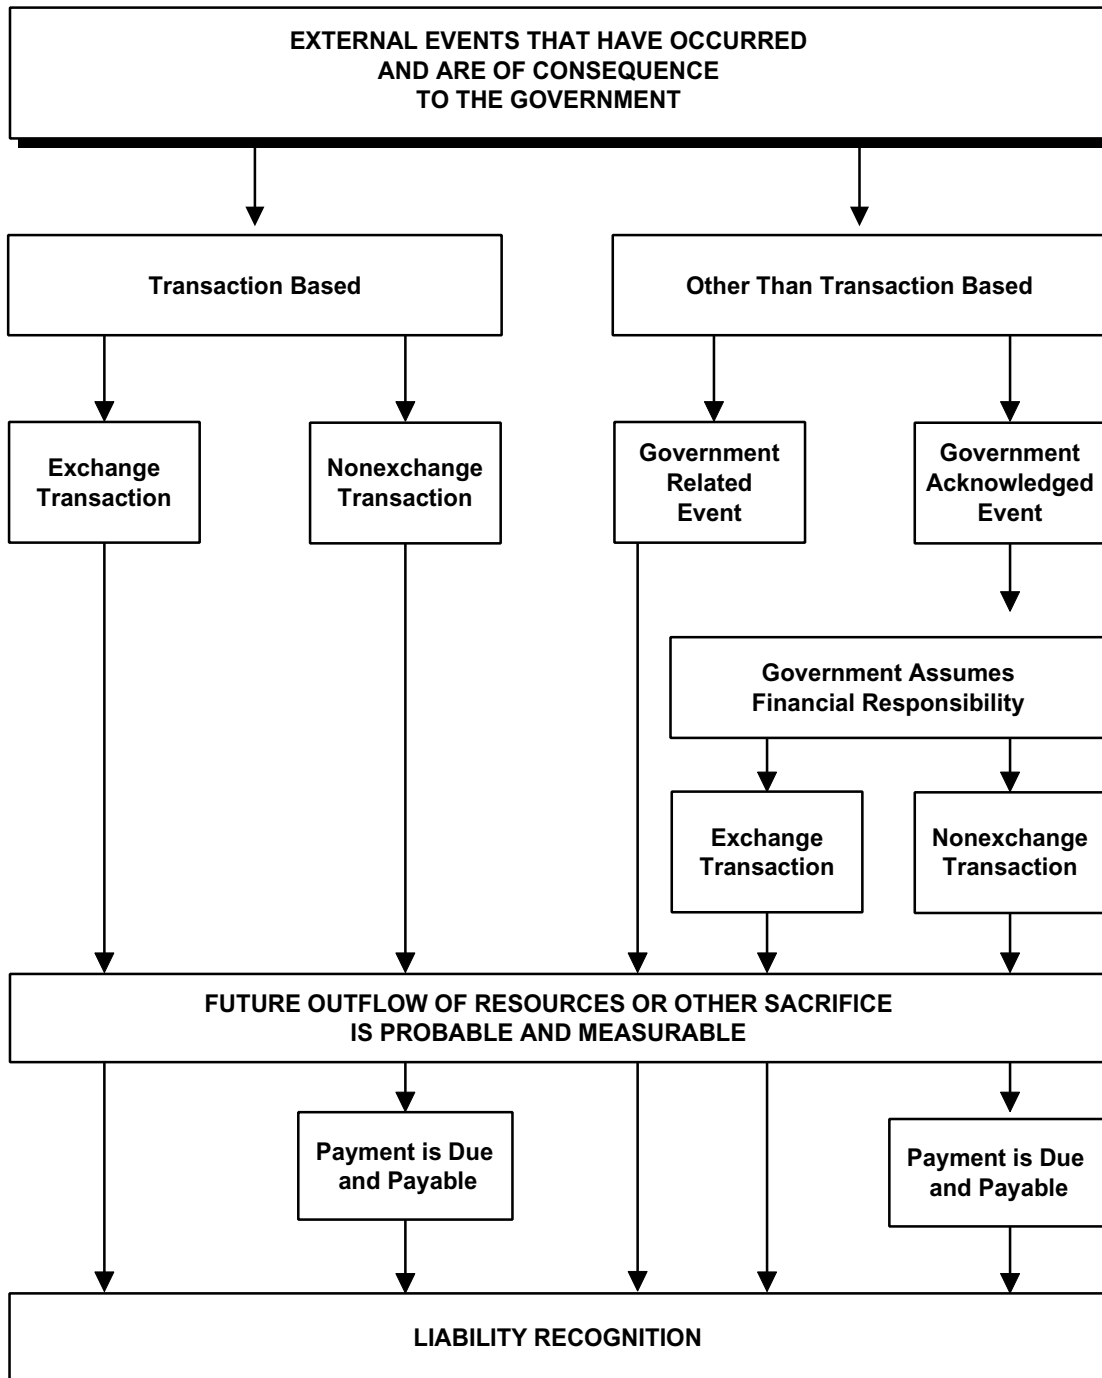 EXTERNAL EVENTS THAT HAVE OCCURRED
AND ARE OF CONSEQUENCE
TO THE GOVERNMENT
Transaction Based
Other Than Transaction Based
Exchange
Transaction
Nonexchange
Transaction
Government
Related
Event
Government
Acknowledged
Event
Government Assumes
Financial Responsibility
Exchange
Transaction
Nonexchange
Transaction
FUTURE OUTFLOW OF RESOURCES OR OTHER SACRIFICE
IS PROBABLE AND MEASURABLE
Payment is Due
and Payable
Payment is Due
and Payable
LIABILITY RECOGNITION